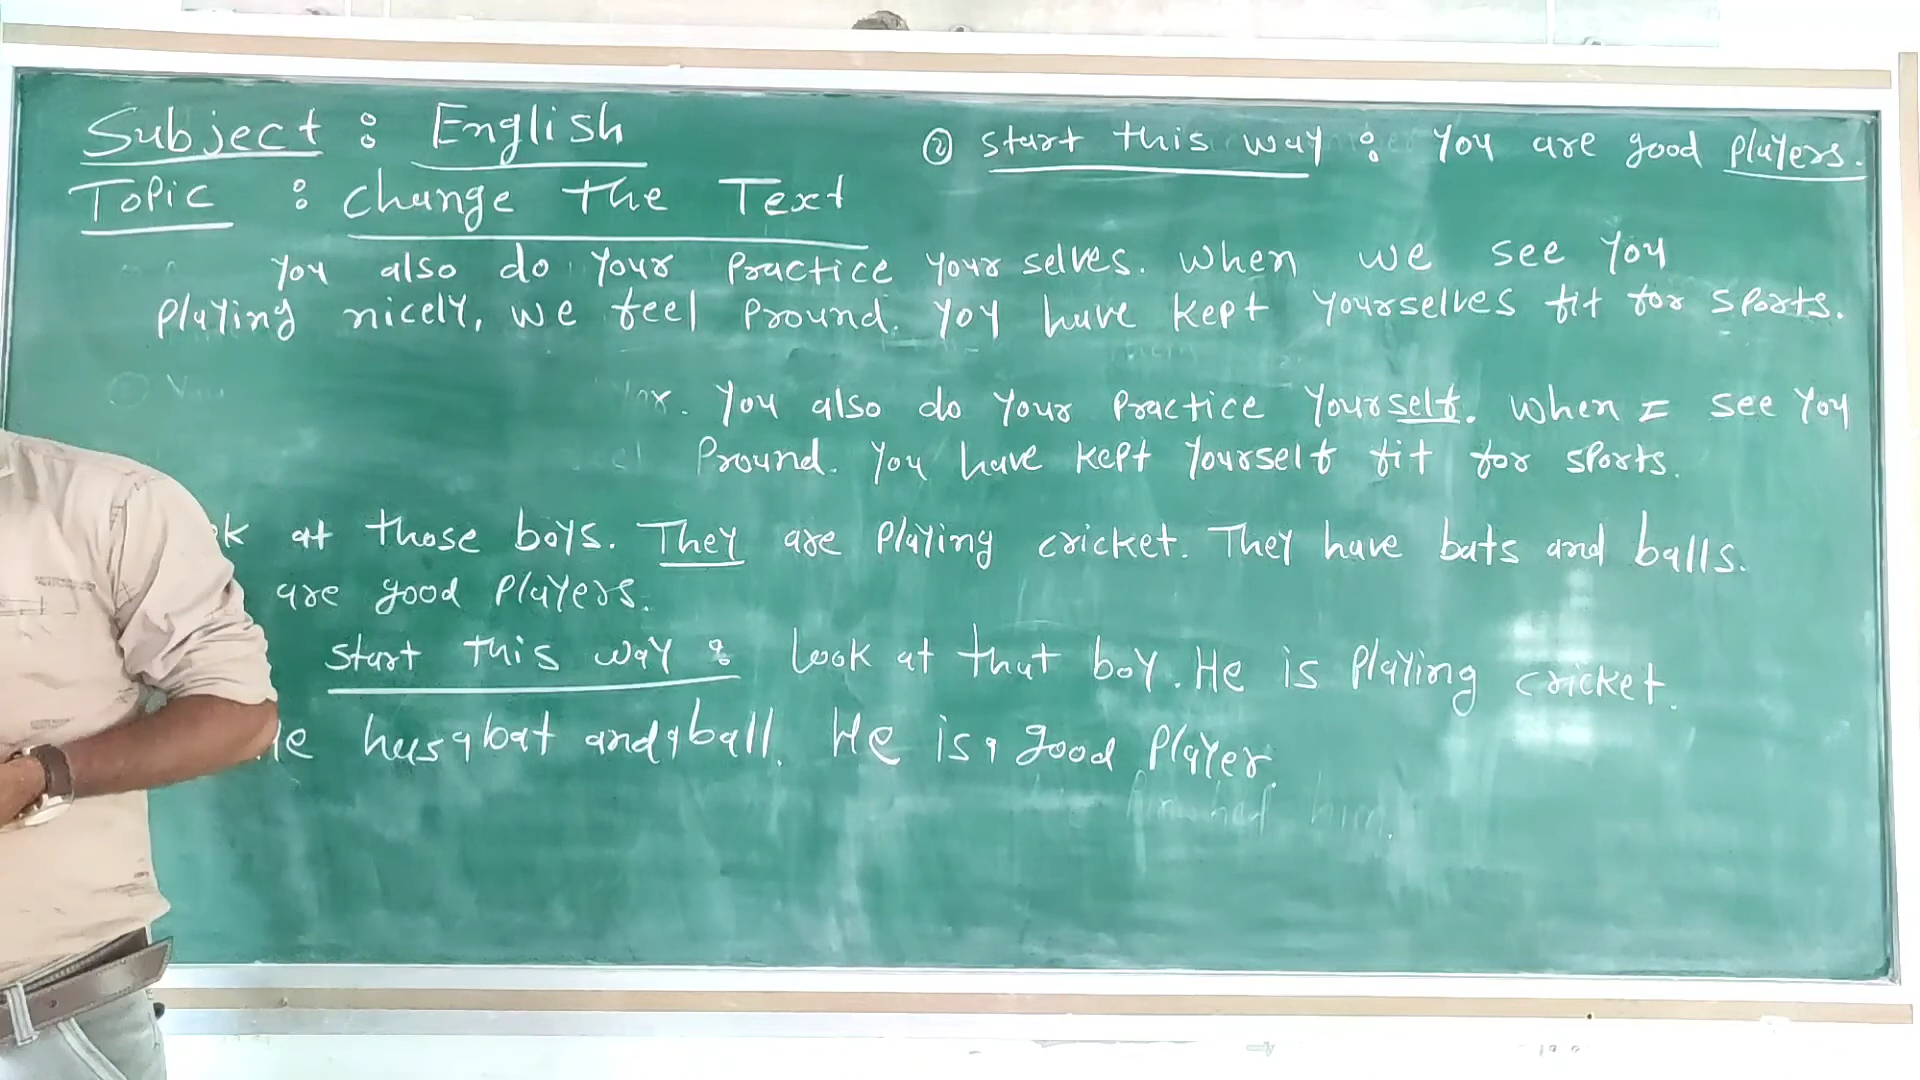 Subject : English
Topic : Change the Text
② Start this way : You are good players.
You also do your practice your selves. When we see you
playing nicely, we feel pround. you have kept yourselves fit for sports.
You also do your practice yourself. When I see you
pround. You have kept yourself fit for sports.
at those boys. They are playing cricket. They have bats and balls.
are good players.
Start this way : Look at that boy. He is playing cricket.
has a bat and a ball. He is a good player.